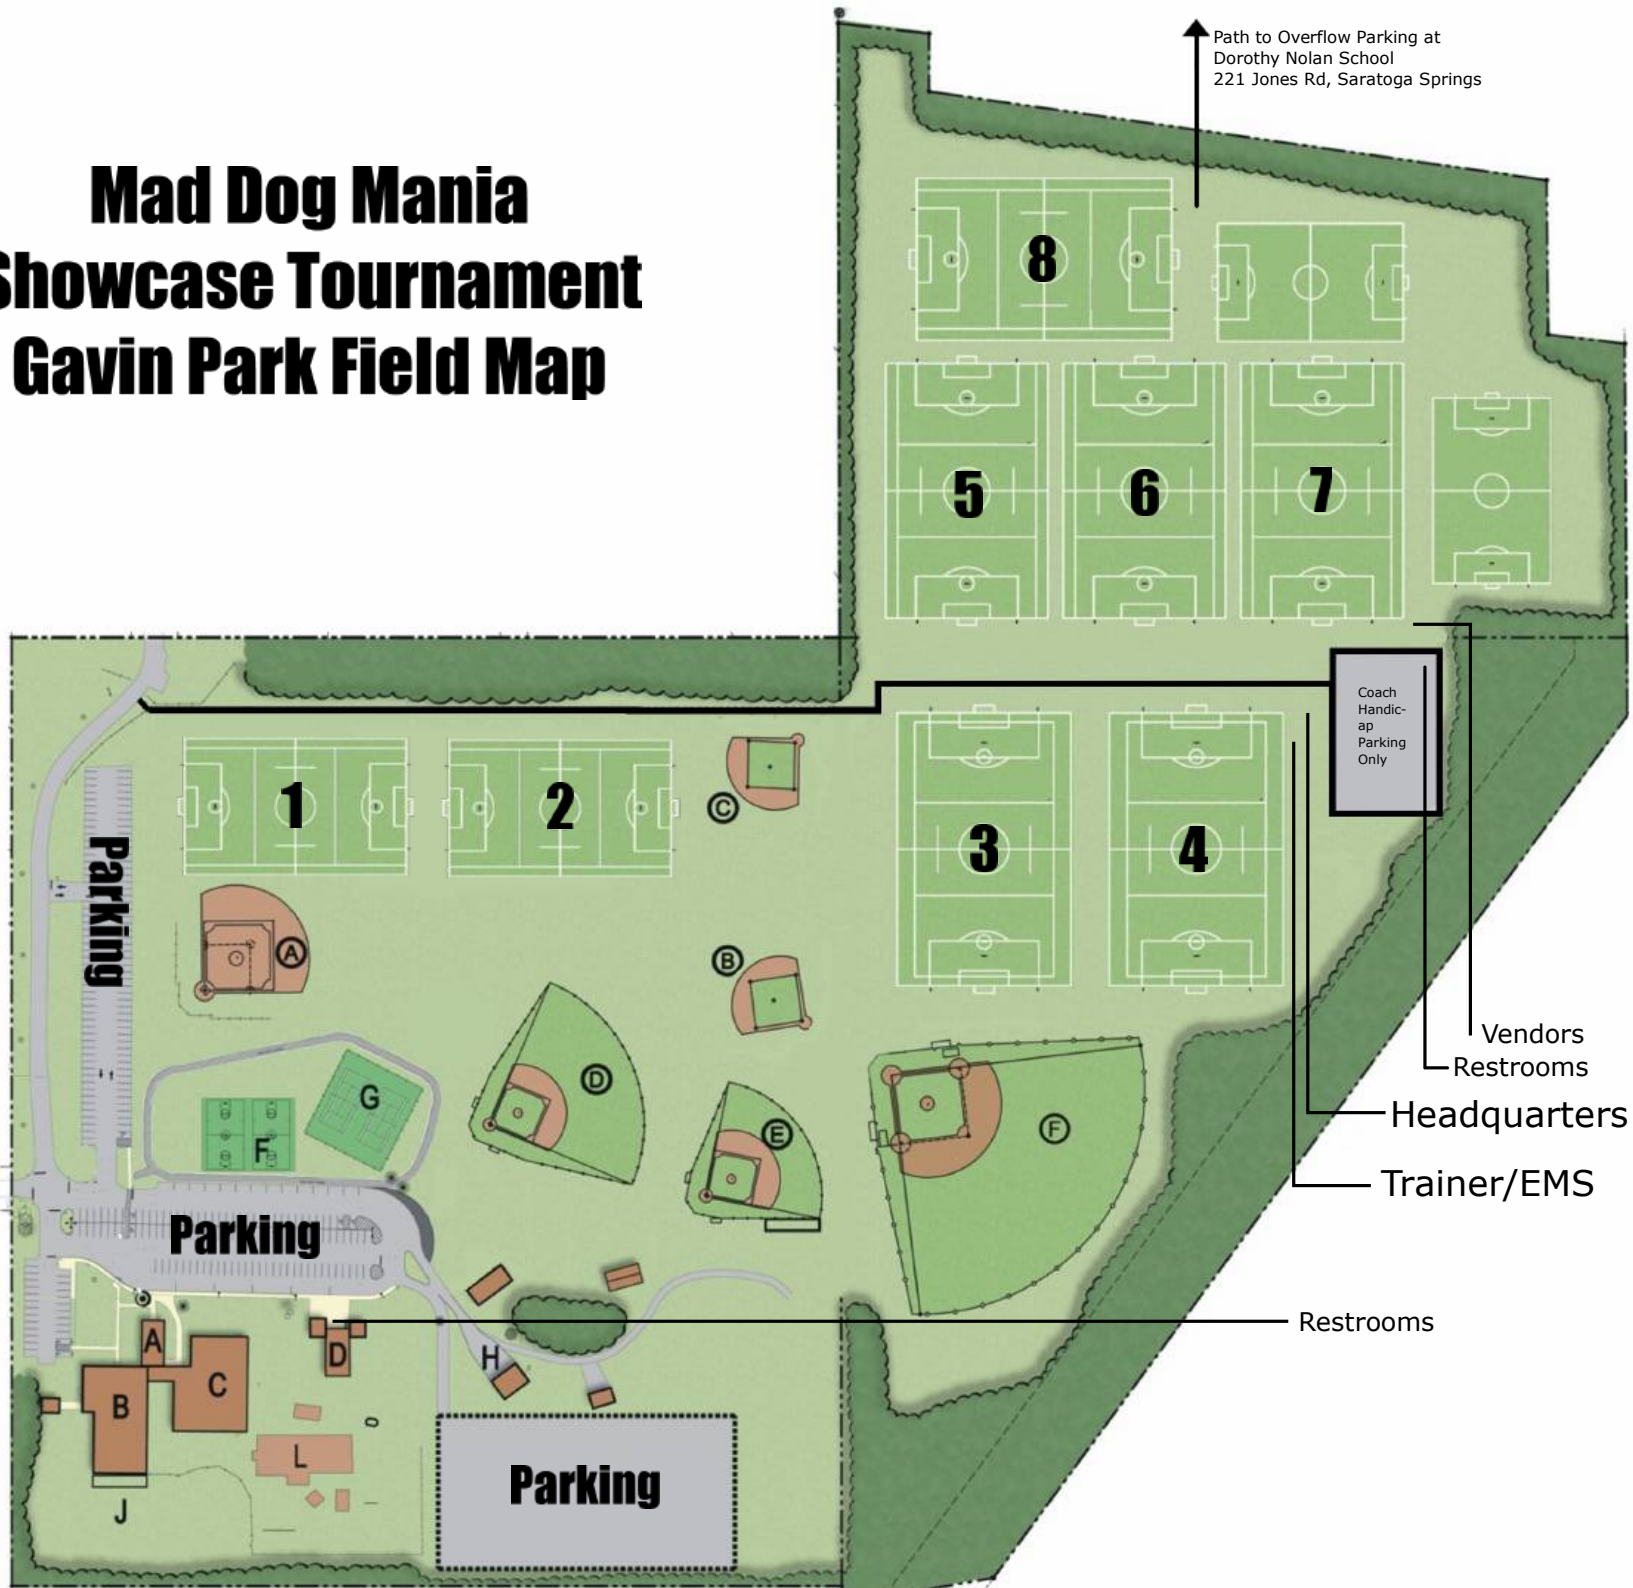 Path to Overflow Parking at
Dorothy Nolan School
221 Jones Rd, Saratoga Springs
Mad Dog Mania
Showcase Tournament
Gavin Park Field Map
8
5
6
7
Coach
Handic-
ap
Parking
Only
1
2
C
3
4
Parking
A
B
Vendors
Restrooms
Headquarters
Trainer/EMS
D
E
F
G
F
Parking
Restrooms
A
B
C
D
H
L
J
Parking